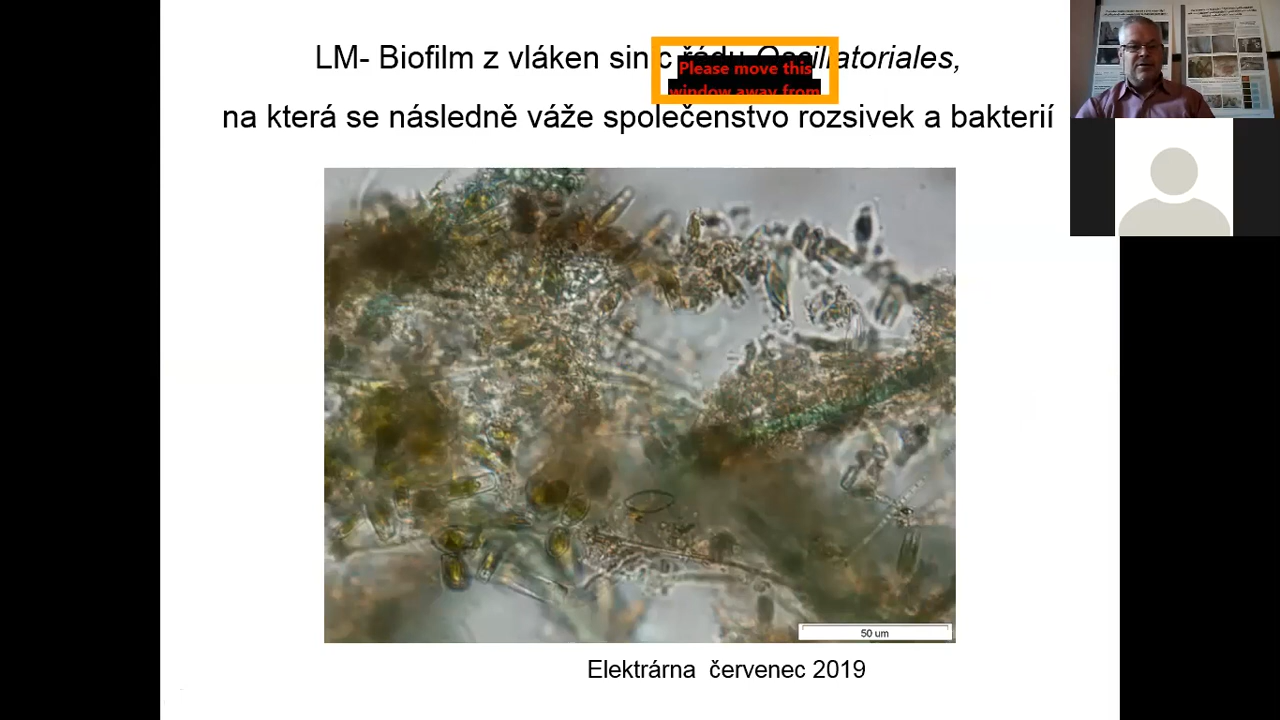 LM- Biofilm z vláken sinic řádu Oscillatoriales,
Please move this
window away from
na která se následně váže společenstvo rozsivek a bakterií
50 um
Elektrárna červenec 2019